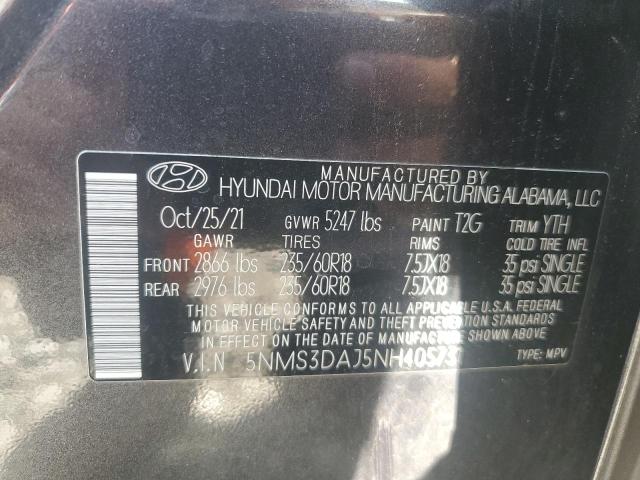 MANUFACTURED BY
HYUNDAI MOTOR MANUFACTURING ALABAMA, LLC
Oct/25/21 GVWR 5247 lbs PAINT T2G TRIM YTH
GAWR TIRES RIMS COLD TIRE INFL
FRONT 2866 lbs 235/60R18 7.5JX18 35 psi SINGLE
REAR 2976 lbs 235/60R18 7.5JX18 35 psi SINGLE
THIS VEHICLE CONFORMS TO ALL APPLICABLE U.S.A. FEDERAL
MOTOR VEHICLE SAFETY AND THEFT PREVENTION STANDARDS
IN EFFECT ON THE DATE OF MANUFACTURE SHOWN ABOVE.
V.I.N TYPE: MPV